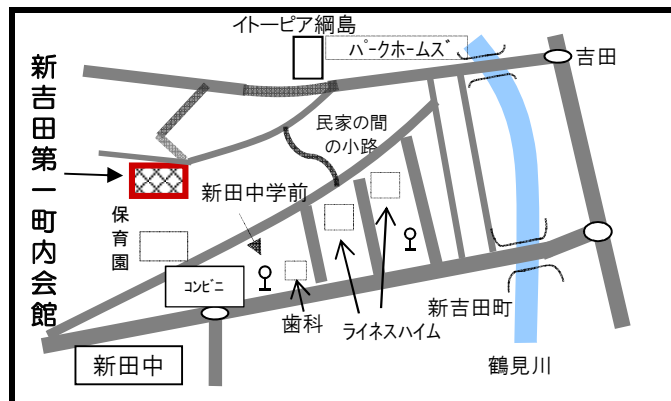 イトーピア綱島
パークホームズ
吉田
新吉田第一町内会館
民家の間
の小路
新田中学前
保育園
コンビニ
歯科
ライネスハイム
新吉田町
新田中
鶴見川